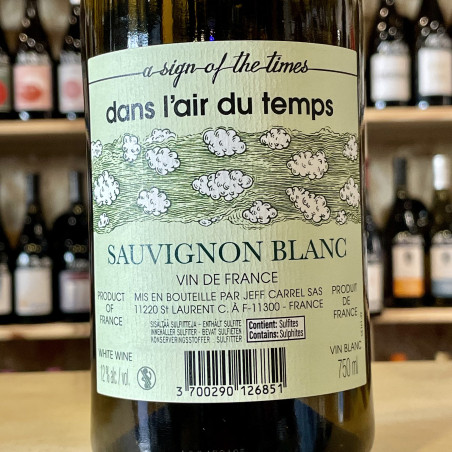 a sign of the times
dans l'air du temps
SAUVIGNON BLANC
VIN DE FRANCE
PRODUCT OF FRANCE
MIS EN BOUTEILLE PAR JEFF CARREL SAS
11220 St LAURENT C. À F-11300 - FRANCE
PRODUIT DE FRANCE
SISÄLTÄÄ SULFIITTEJA - ENTHÄLT SULFITE
INNEHÅLLER SULFITER - BEVAT SULFIETEN
KONSERVERINGSSTOFFER : SULFITTER
Contient: Sulfites
Contains: Sulphites
WHITE WINE
12% alc./vol.
VIN BLANC
750 ml
3 700290 126851